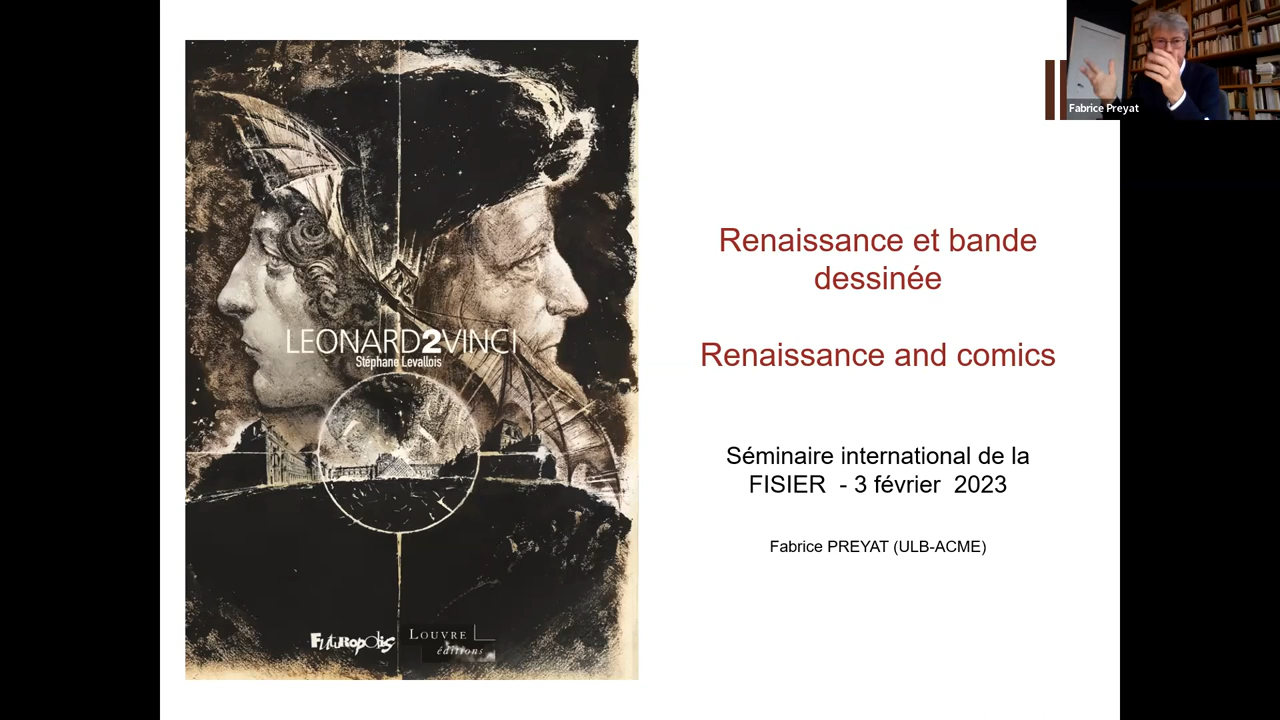 LEONARD2VINCI
Stéphane Levallois
FUTUROPOLIS
LOUVRE
éditions
Renaissance et bande
dessinée
Renaissance and comics
Séminaire international de la
FISIER - 3 février 2023
Fabrice PREYAT (ULB-ACME)
Fabrice Preyat